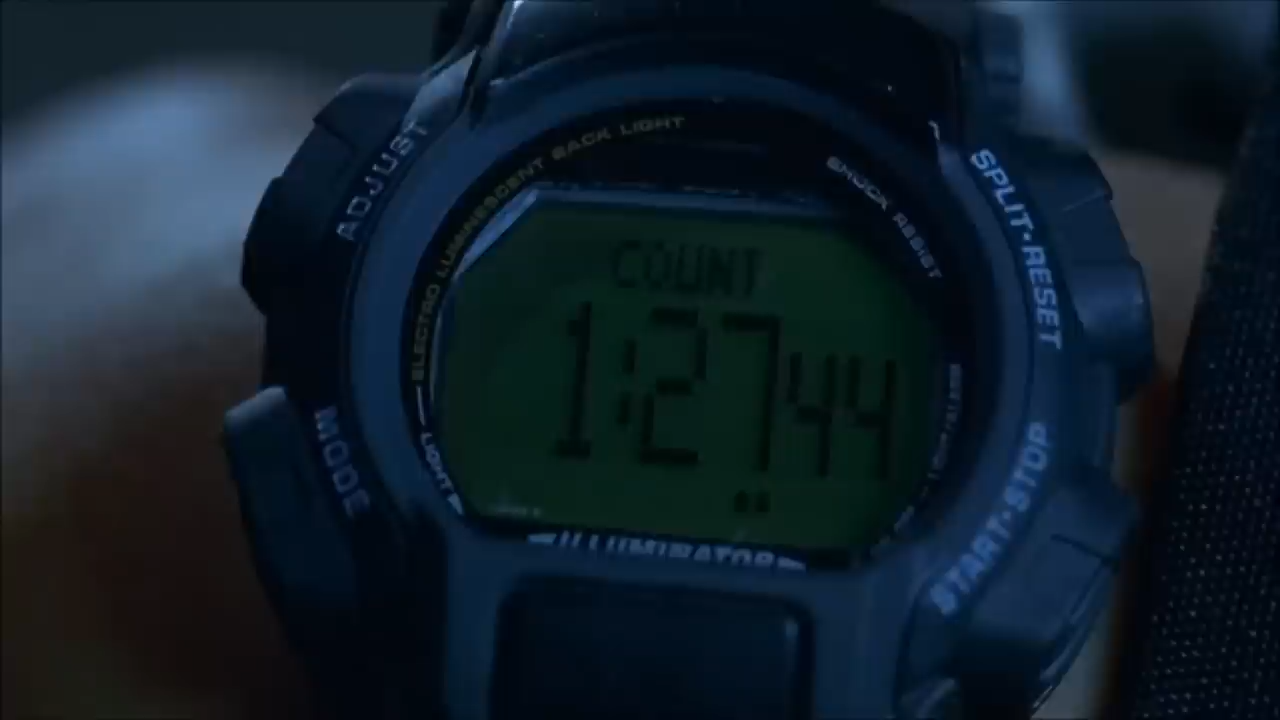 ADJUST
ELECTRO LUMINESCENT BACK LIGHT
SHOCK RESIST
SPLIT•RESET
COUNT
1:27 44
MODE
LIGHT
START•STOP
ILLUMINATOR